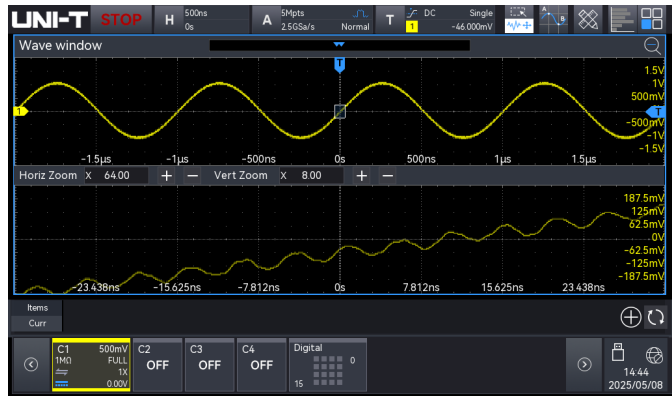 UNI-T STOP H 500ns 0s A 5Mpts 2.5GSa/s Normal T DC 1 Single -46.000mV A B
Wave window
T
1.5V
1V
500mV
1 T
-500mV
-1V
-1.5V
-1.5μs -1μs -500ns 0s 500ns 1μs 1.5μs
Horiz Zoom X 64.00 + − Vert Zoom X 8.00 + −
187.5mV
125mV
62.5mV
0V
-62.5mV
-125mV
-187.5mV
-23.438ns -15.625ns -7.812ns 0s 7.812ns 15.625ns 23.438ns
Items
Curr
C1 500mV C2 C3 C4 Digital
1MΩ FULL OFF OFF OFF 0
1X
0.00V 15
14:44
2025/05/08